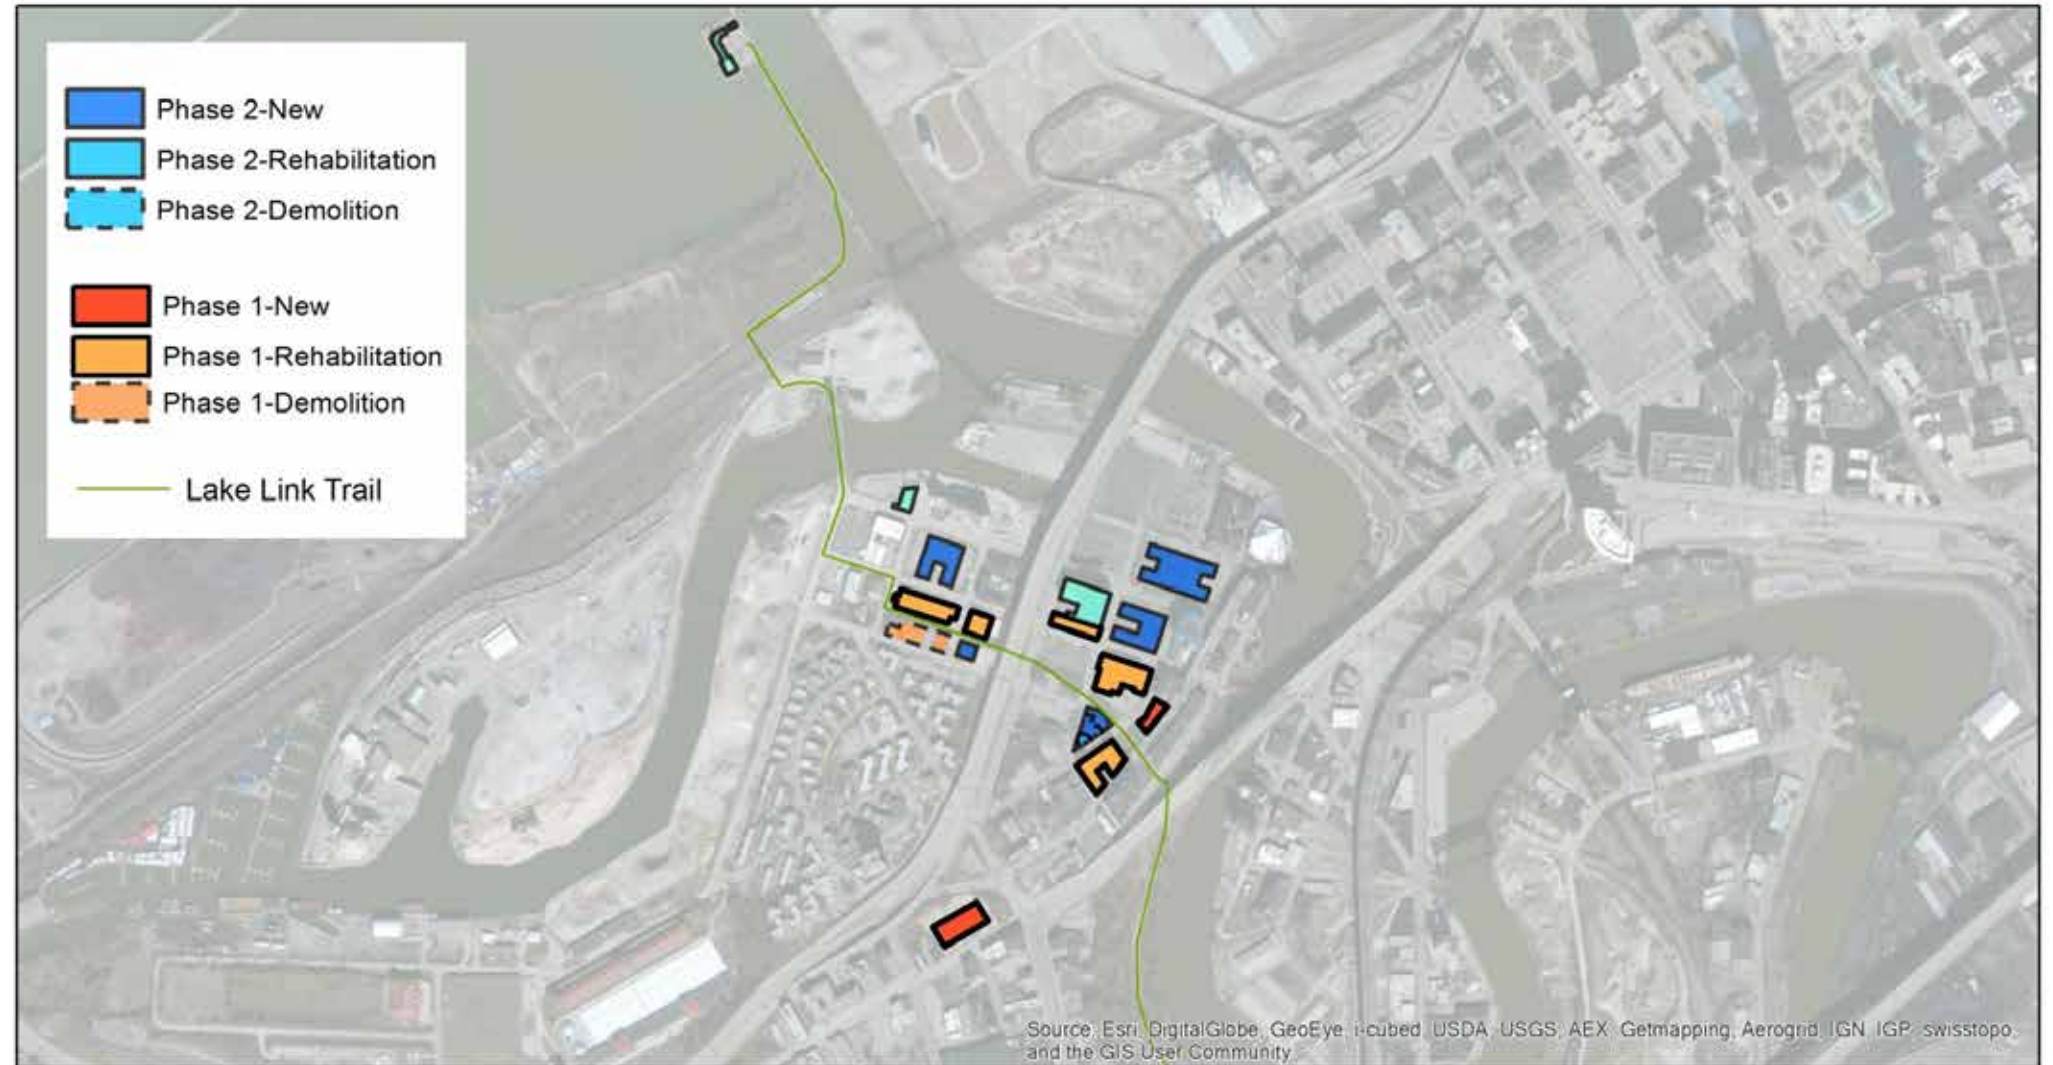 Phase 2-New
Phase 2-Rehabilitation
Phase 2-Demolition
Phase 1-New
Phase 1-Rehabilitation
Phase 1-Demolition
Lake Link Trail
Source: Esri, DigitalGlobe, GeoEye, i-cubed, USDA, USGS, AEX, Getmapping, Aerogrid, IGN, IGP, swisstopo,
and the GIS User Community